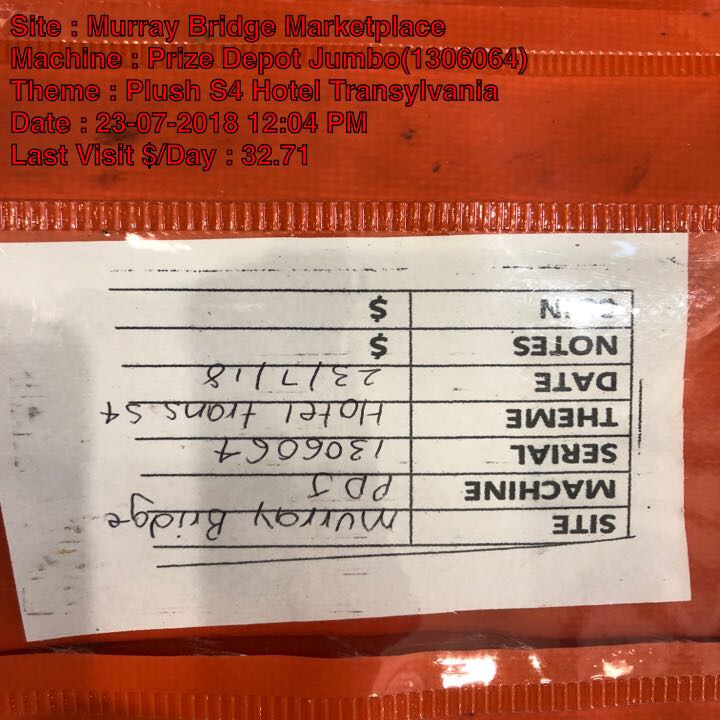 Site : Murray Bridge Marketplace
Machine : Prize Depot Jumbo(1306064)
Theme : Plush S4 Hotel Transylvania
Date : 23-07-2018 12:04 PM
Last Visit $/Day : 32.71
SITE Murray Bridge
MACHINE PDJ
SERIAL 1306064
THEME Hotel trans S4
DATE 23/7/18
NOTES $
COIN $